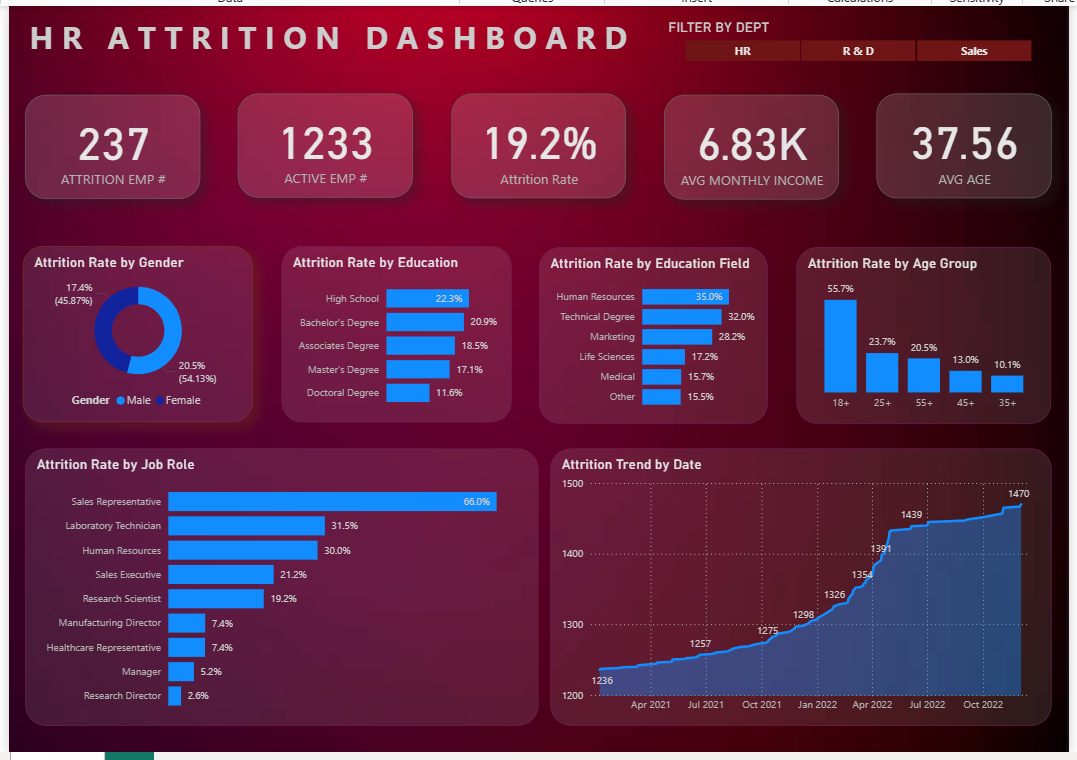 Data Queries Insert Calculations Sensitivity Share
HR ATTRITION DASHBOARD
FILTER BY DEPT
HR R & D Sales
237
ATTRITION EMP #
1233
ACTIVE EMP #
19.2%
Attrition Rate
6.83K
AVG MONTHLY INCOME
37.56
AVG AGE
Attrition Rate by Gender
17.4%
(45.87%)
20.5%
(54.13%)
Gender Male Female
Attrition Rate by Education
High School 22.3%
Bachelor's Degree 20.9%
Associates Degree 18.5%
Master's Degree 17.1%
Doctoral Degree 11.6%
Attrition Rate by Education Field
Human Resources 35.0%
Technical Degree 32.0%
Marketing 28.2%
Life Sciences 17.2%
Medical 15.7%
Other 15.5%
Attrition Rate by Age Group
55.7% 23.7% 20.5% 13.0% 10.1%
18+ 25+ 55+ 45+ 35+
Attrition Rate by Job Role
Sales Representative 66.0%
Laboratory Technician 31.5%
Human Resources 30.0%
Sales Executive 21.2%
Research Scientist 19.2%
Manufacturing Director 7.4%
Healthcare Representative 7.4%
Manager 5.2%
Research Director 2.6%
Attrition Trend by Date
1500
1400
1300
1200
1236 1257 1275 1298 1326 1354 1391 1439 1470
Apr 2021 Jul 2021 Oct 2021 Jan 2022 Apr 2022 Jul 2022 Oct 2022